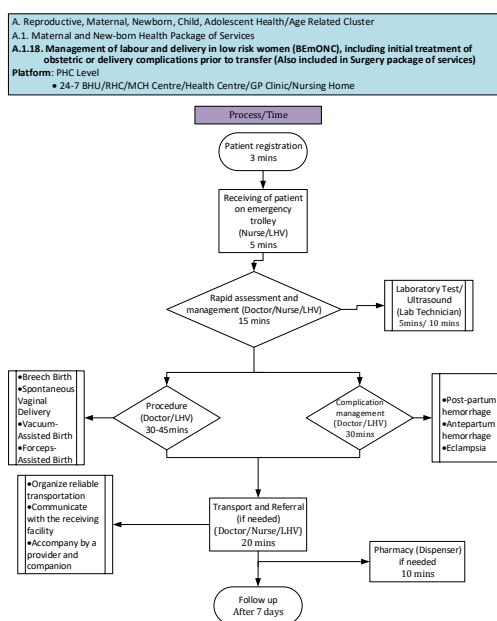 A. Reproductive, Maternal, Newborn, Child, Adolescent Health/Age Related Cluster
A.1. Maternal and New-born Health Package of Services
A.1.18. Management of labour and delivery in low risk women (BEmONC), including initial treatment of
obstetric or delivery complications prior to transfer (Also included in Surgery package of services)
Platform: PHC Level
• 24-7 BHU/RHC/MCH Centre/Health Centre/GP Clinic/Nursing Home
Process/Time
Patient registration
3 mins
Receiving of patient
on emergency
trolley
(Nurse/LHV)
5 mins
Rapid assessment and
management (Doctor/Nurse/LHV)
15 mins
Laboratory Test/
Ultrasound
(Lab Technician)
5mins/ 10 mins
•Breech Birth
•Spontaneous
Vaginal
Delivery
•Vacuum-
Assisted Birth
•Forceps-
Assisted Birth
Procedure
(Doctor/LHV)
30-45mins
Complication
management
(Doctor/LHV)
30mins
•Post-partum
hemorrhage
•Antepartum
hemorrhage
•Eclampsia
•Organize reliable
transportation
•Communicate
with the receiving
facility
•Accompany by a
provider and
companion
Transport and Referral
(if needed)
(Doctor/Nurse/LHV)
20 mins
Pharmacy (Dispenser)
if needed
10 mins
Follow up
After 7 days